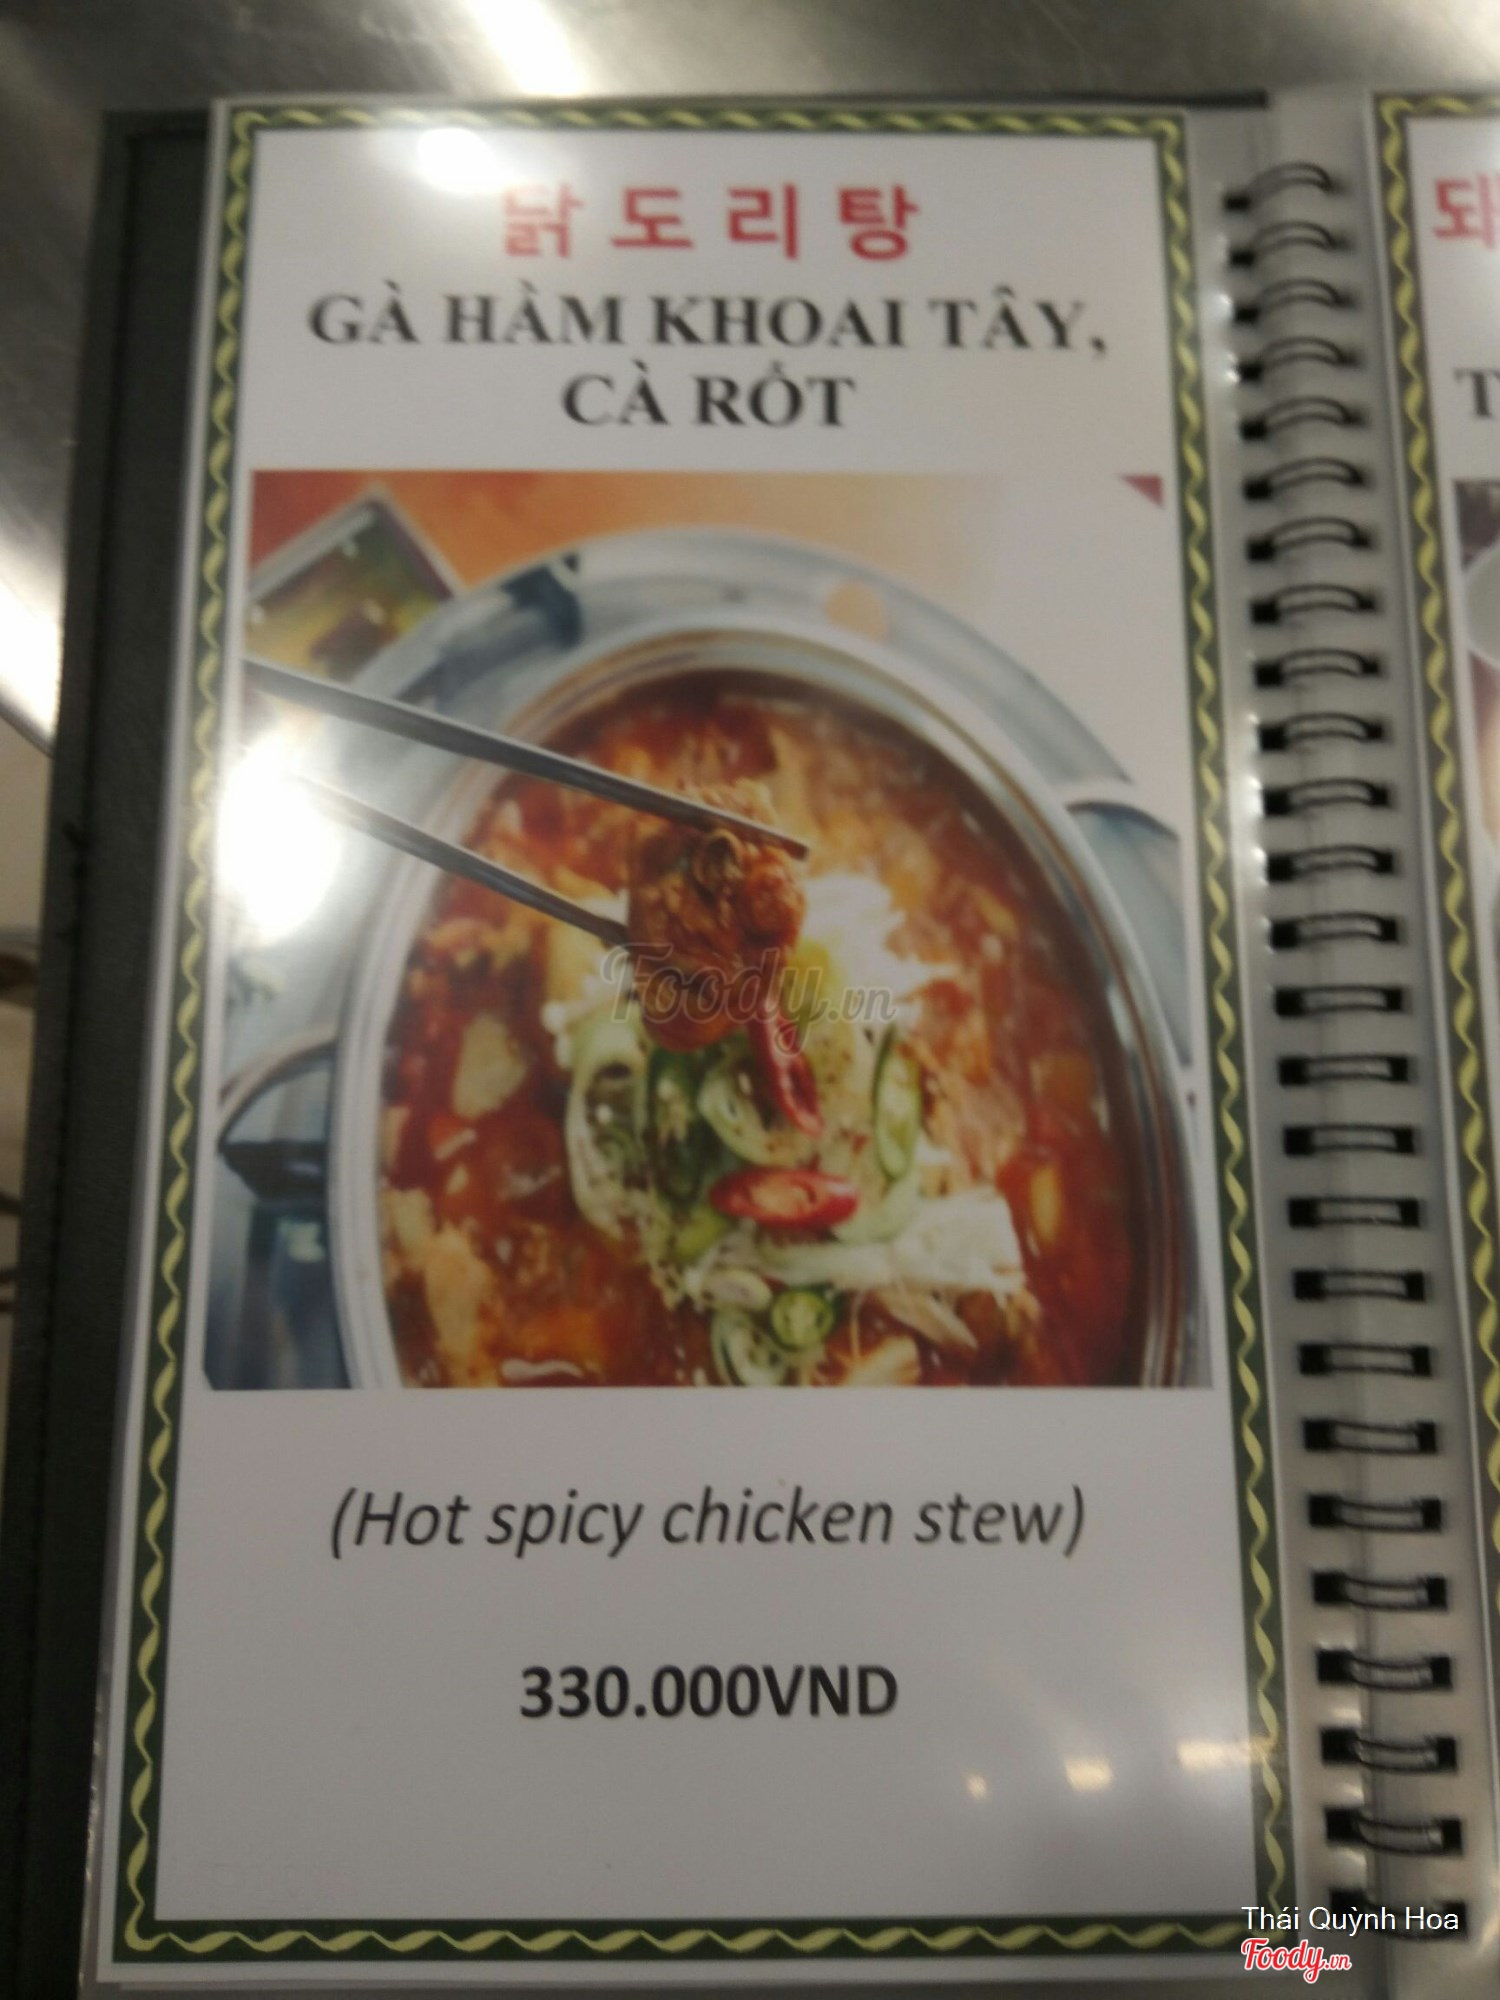 닭도리탕
GÀ HẦM KHOAI TÂY,
CÀ RỐT
Foody.vn
(Hot spicy chicken stew)
330.000VND
Thái Quỳnh Hoa
Foody.vn